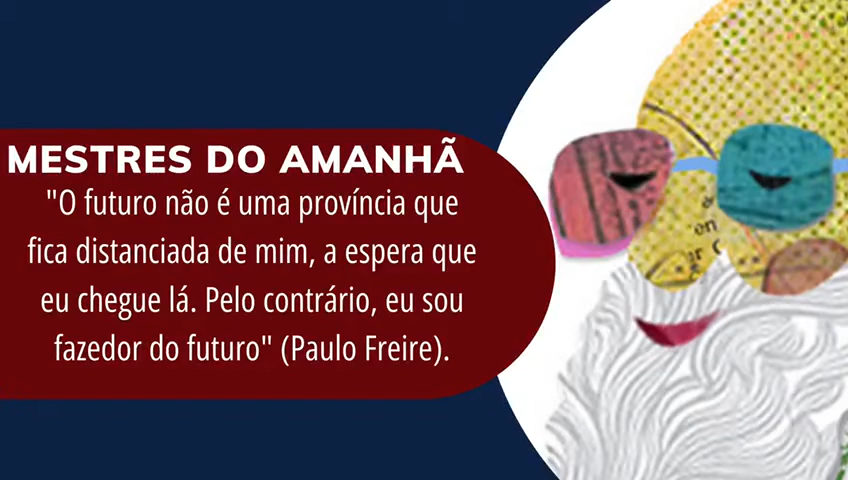 MESTRES DO AMANHÃ
"O futuro não é uma província que
fica distanciada de mim, a espera que
eu chegue lá. Pelo contrário, eu sou
fazedor do futuro" (Paulo Freire).